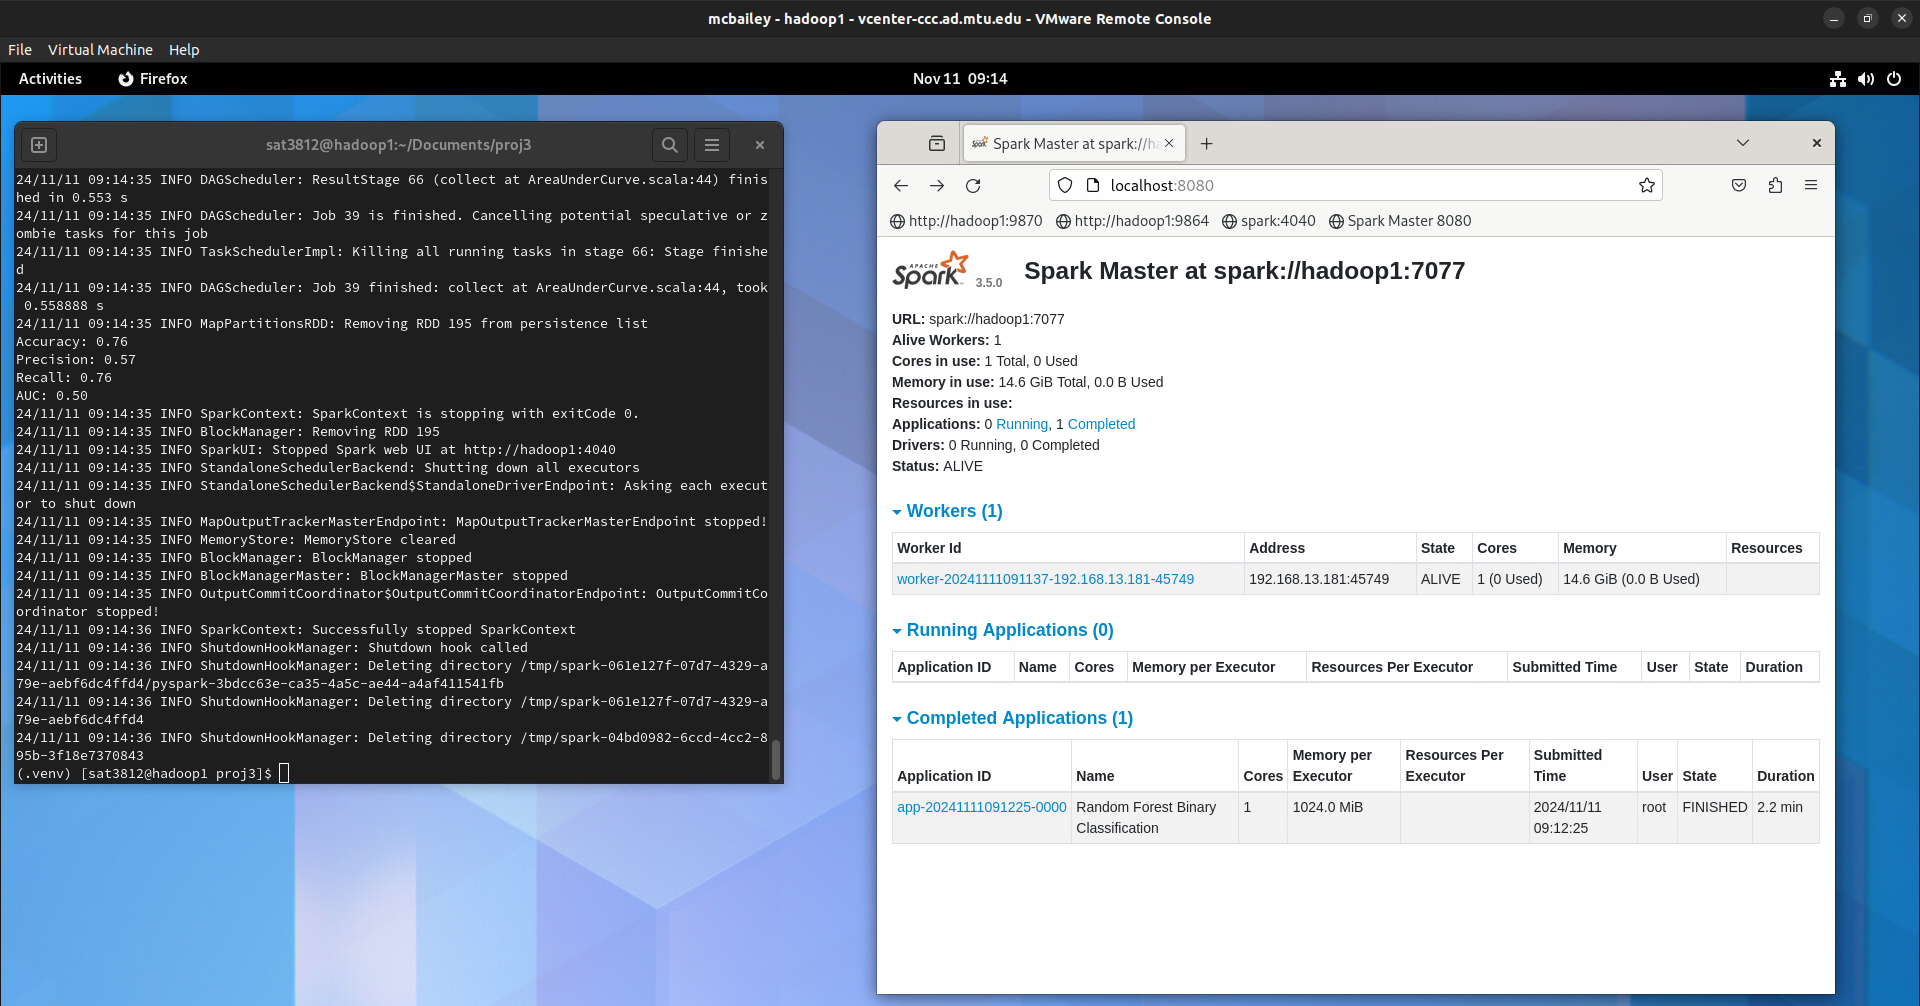 mcbailey - hadoop1 - vcenter-ccc.ad.mtu.edu - VMware Remote Console
File Virtual Machine Help
Activities Firefox Nov 11 09:14
sat3812@hadoop1:~/Documents/proj3
24/11/11 09:14:35 INFO DAGScheduler: ResultStage 66 (collect at AreaUnderCurve.scala:44) finis
hed in 0.553 s
24/11/11 09:14:35 INFO DAGScheduler: Job 39 is finished. Cancelling potential speculative or z
ombie tasks for this job
24/11/11 09:14:35 INFO TaskSchedulerImpl: Killing all running tasks in stage 66: Stage finishe
d
24/11/11 09:14:35 INFO DAGScheduler: Job 39 finished: collect at AreaUnderCurve.scala:44, took
0.558888 s
24/11/11 09:14:35 INFO MapPartitionsRDD: Removing RDD 195 from persistence list
Accuracy: 0.76
Precision: 0.57
Recall: 0.76
AUC: 0.50
24/11/11 09:14:35 INFO SparkContext: SparkContext is stopping with exitCode 0.
24/11/11 09:14:35 INFO BlockManager: Removing RDD 195
24/11/11 09:14:35 INFO SparkUI: Stopped Spark web UI at http://hadoop1:4040
24/11/11 09:14:35 INFO StandaloneSchedulerBackend: Shutting down all executors
24/11/11 09:14:35 INFO StandaloneSchedulerBackend$StandaloneDriverEndpoint: Asking each execut
or to shut down
24/11/11 09:14:35 INFO MapOutputTrackerMasterEndpoint: MapOutputTrackerMasterEndpoint stopped!
24/11/11 09:14:35 INFO MemoryStore: MemoryStore cleared
24/11/11 09:14:35 INFO BlockManager: BlockManager stopped
24/11/11 09:14:35 INFO BlockManagerMaster: BlockManagerMaster stopped
24/11/11 09:14:35 INFO OutputCommitCoordinator$OutputCommitCoordinatorEndpoint: OutputCommitCo
ordinator stopped!
24/11/11 09:14:36 INFO SparkContext: Successfully stopped SparkContext
24/11/11 09:14:36 INFO ShutdownHookManager: Shutdown hook called
24/11/11 09:14:36 INFO ShutdownHookManager: Deleting directory /tmp/spark-061e127f-07d7-4329-a
79e-aebf6dc4ffd4/pyspark-3bdcc63e-ca35-4a5c-ae44-a4af411541fb
24/11/11 09:14:36 INFO ShutdownHookManager: Deleting directory /tmp/spark-061e127f-07d7-4329-a
79e-aebf6dc4ffd4
24/11/11 09:14:36 INFO ShutdownHookManager: Deleting directory /tmp/spark-04bd0982-6ccd-4cc2-8
95b-3f18e7370843
(.venv) [sat3812@hadoop1 proj3]$
Spark Master at spark://ha
localhost:8080
http://hadoop1:9870 http://hadoop1:9864 spark:4040 Spark Master 8080
APACHE Spark 3.5.0 Spark Master at spark://hadoop1:7077
URL: spark://hadoop1:7077
Alive Workers: 1
Cores in use: 1 Total, 0 Used
Memory in use: 14.6 GiB Total, 0.0 B Used
Resources in use:
Applications: 0 Running, 1 Completed
Drivers: 0 Running, 0 Completed
Status: ALIVE
Workers (1)
Worker Id Address State Cores Memory Resources
worker-20241111091137-192.168.13.181-45749 192.168.13.181:45749 ALIVE 1 (0 Used) 14.6 GiB (0.0 B Used)
Running Applications (0)
Application ID Name Cores Memory per Executor Resources Per Executor Submitted Time User State Duration
Completed Applications (1)
Application ID Name Cores Memory per Executor Resources Per Executor Submitted Time User State Duration
app-20241111091225-0000 Random Forest Binary Classification 1 1024.0 MiB 2024/11/11 09:12:25 root FINISHED 2.2 min